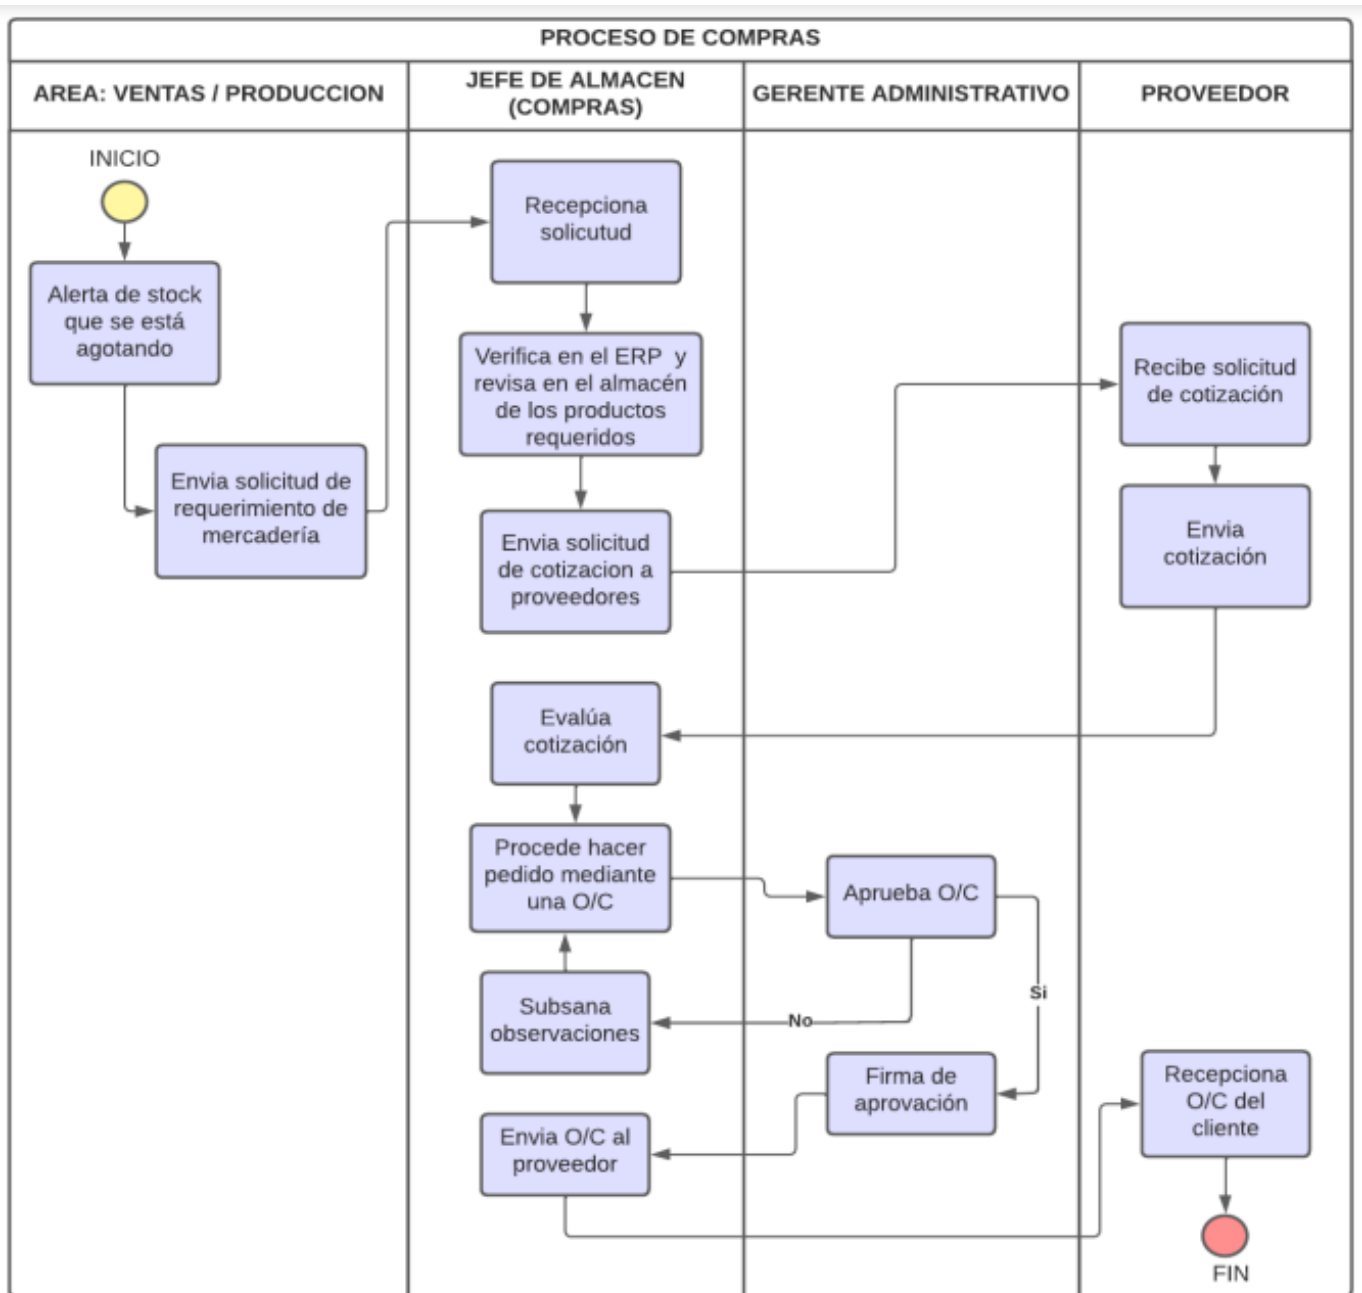 PROCESO DE COMPRAS
AREA: VENTAS / PRODUCCION
JEFE DE ALMACEN
(COMPRAS)
GERENTE ADMINISTRATIVO
PROVEEDOR
INICIO
Alerta de stock
que se está
agotando
Envia solicitud de
requerimiento de
mercadería
Recepciona
solicutud
Verifica en el ERP y
revisa en el almacén
de los productos
requeridos
Envia solicitud
de cotizacion a
proveedores
Recibe solicitud
de cotización
Envia
cotización
Evalúa
cotización
Procede hacer
pedido mediante
una O/C
Aprueba O/C
Si
No
Subsana
observaciones
Firma de
aprovación
Envia O/C al
proveedor
Recepciona
O/C del
cliente
FIN